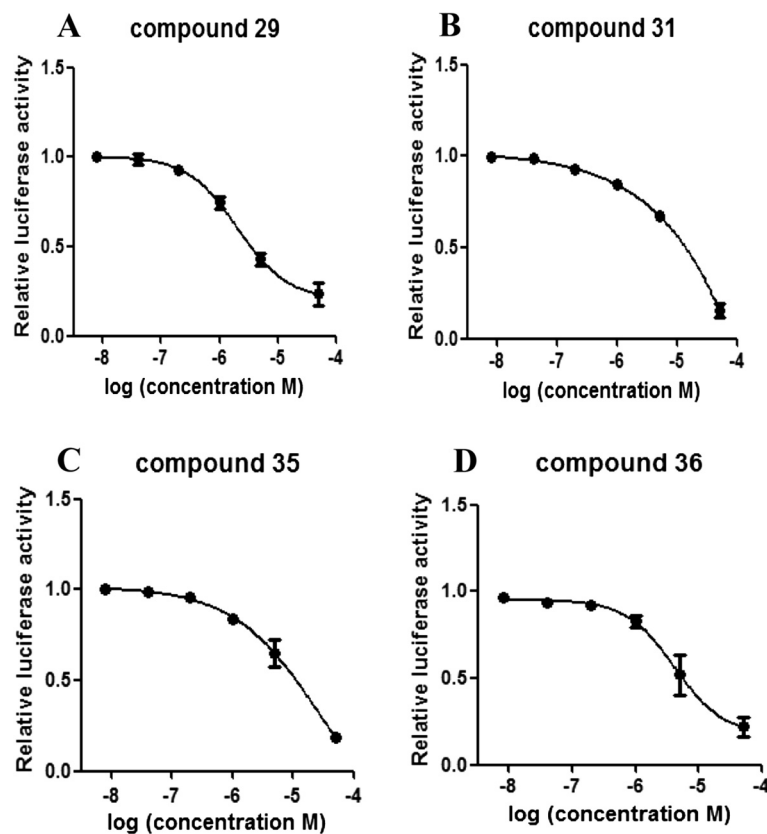 A compound 29
Relative luciferase activity
1.5
1.0
0.5
0.0
-8 -7 -6 -5 -4
log (concentration M)
B compound 31
Relative luciferase activity
1.5
1.0
0.5
0.0
-8 -7 -6 -5 -4
log (concentration M)
C compound 35
Relative luciferase activity
1.5
1.0
0.5
0.0
-8 -7 -6 -5 -4
log (concentration M)
D compound 36
Relative luciferase activity
1.5
1.0
0.5
0.0
-8 -7 -6 -5 -4
log (concentration M)